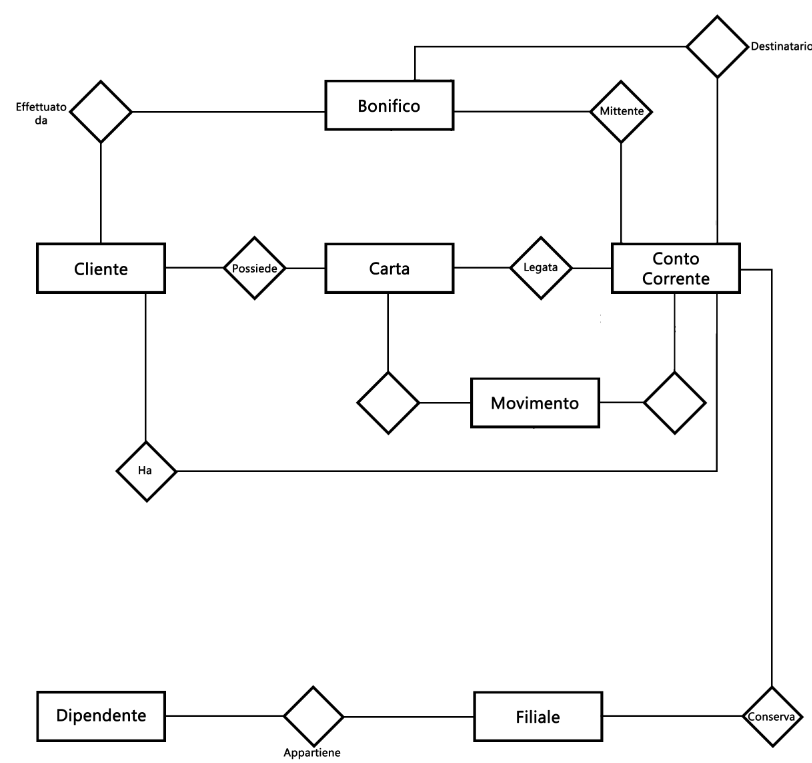 Destinatario
Effettuato
da
Bonifico
Mittente
Cliente
Possiede
Carta
Legata
Conto
Corrente
Movimento
Ha
Dipendente
Appartiene
Filiale
Conserva